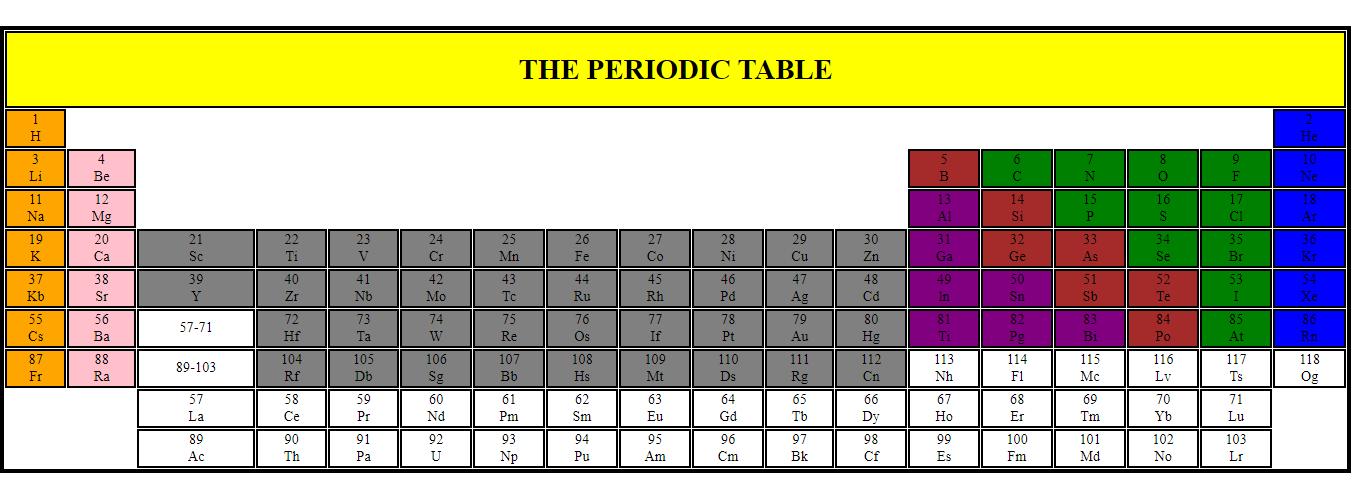 THE PERIODIC TABLE
1 2
H He
3 4 5 6 7 8 9 10
Li Be B C N O F Ne
11 12 13 14 15 16 17 18
Na Mg Al Si P S Cl Ar
19 20 21 22 23 24 25 26 27 28 29 30 31 32 33 34 35 36
K Ca Sc Ti V Cr Mn Fe Co Ni Cu Zn Ga Ge As Se Br Kr
37 38 39 40 41 42 43 44 45 46 47 48 49 50 51 52 53 54
Kb Sr Y Zr Nb Mo Tc Ru Rh Pd Ag Cd In Sn Sb Te I Xe
55 56 57-71 72 73 74 75 76 77 78 79 80 81 82 83 84 85 86
Cs Ba Hf Ta W Re Os If Pt Au Hg Ti Pg Bi Po At Rn
87 88 89-103 104 105 106 107 108 109 110 111 112 113 114 115 116 117 118
Fr Ra Rf Db Sg Bb Hs Mt Ds Rg Cn Nh Fl Mc Lv Ts Og
57 58 59 60 61 62 63 64 65 66 67 68 69 70 71
La Ce Pr Nd Pm Sm Eu Gd Tb Dy Ho Er Tm Yb Lu
89 90 91 92 93 94 95 96 97 98 99 100 101 102 103
Ac Th Pa U Np Pu Am Cm Bk Cf Es Fm Md No Lr